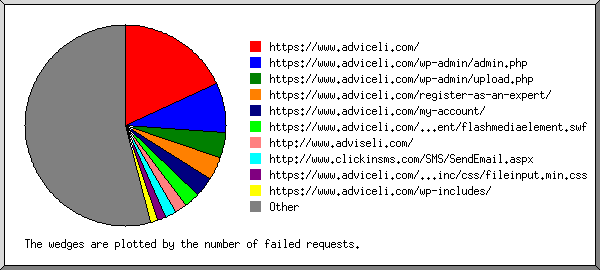 https://www.adviceli.com/
https://www.adviceli.com/wp-admin/admin.php
https://www.adviceli.com/wp-admin/upload.php
https://www.adviceli.com/register-as-an-expert/
https://www.adviceli.com/my-account/
https://www.adviceli.com/...ent/flashmediaelement.swf
http://www.adviseli.com/
http://www.clickinsms.com/SMS/SendEmail.aspx
https://www.adviceli.com/...inc/css/fileinput.min.css
https://www.adviceli.com/wp-includes/
Other
The wedges are plotted by the number of failed requests.